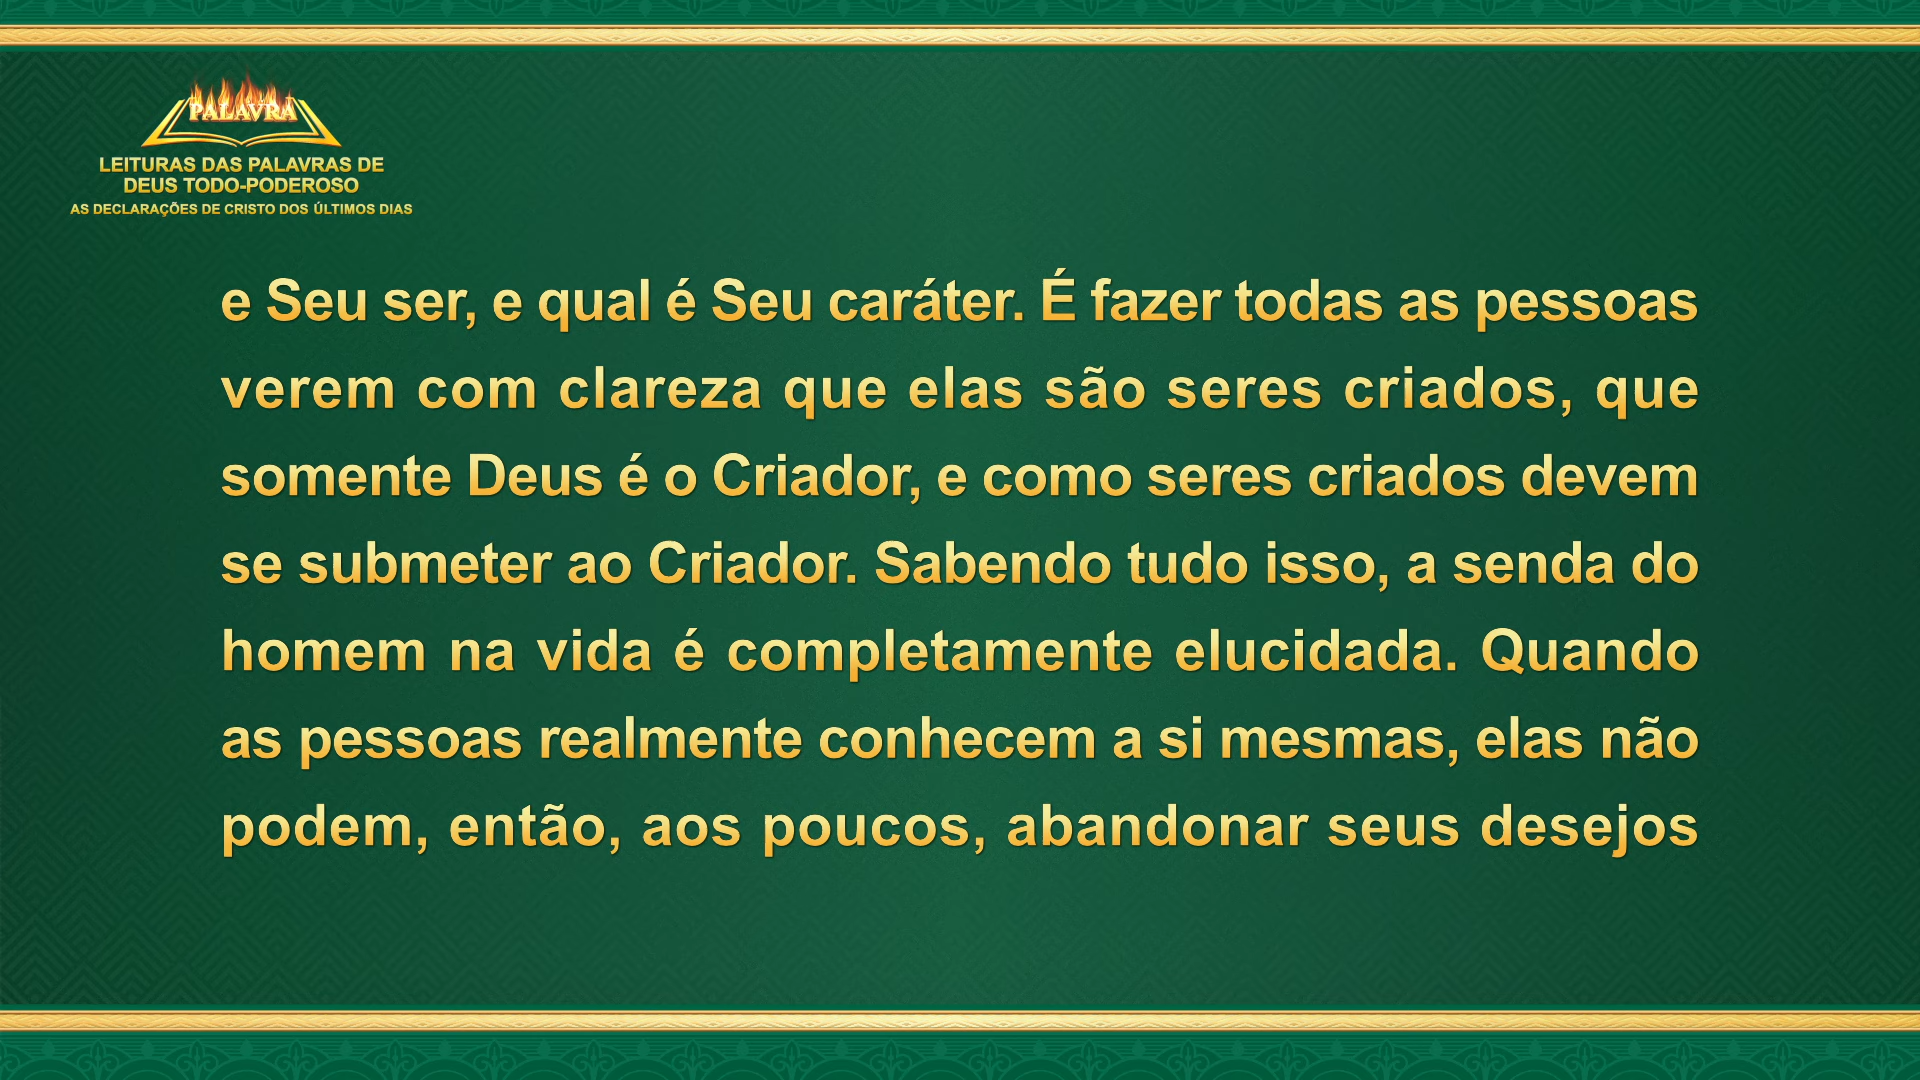 PALAVRA
LEITURAS DAS PALAVRAS DE
DEUS TODO-PODEROSO
AS DECLARAÇÕES DE CRISTO DOS ÚLTIMOS DIAS
e Seu ser, e qual é Seu caráter. É fazer todas as pessoas
verem com clareza que elas são seres criados, que
somente Deus é o Criador, e como seres criados devem
se submeter ao Criador. Sabendo tudo isso, a senda do
homem na vida é completamente elucidada. Quando
as pessoas realmente conhecem a si mesmas, elas não
podem, então, aos poucos, abandonar seus desejos